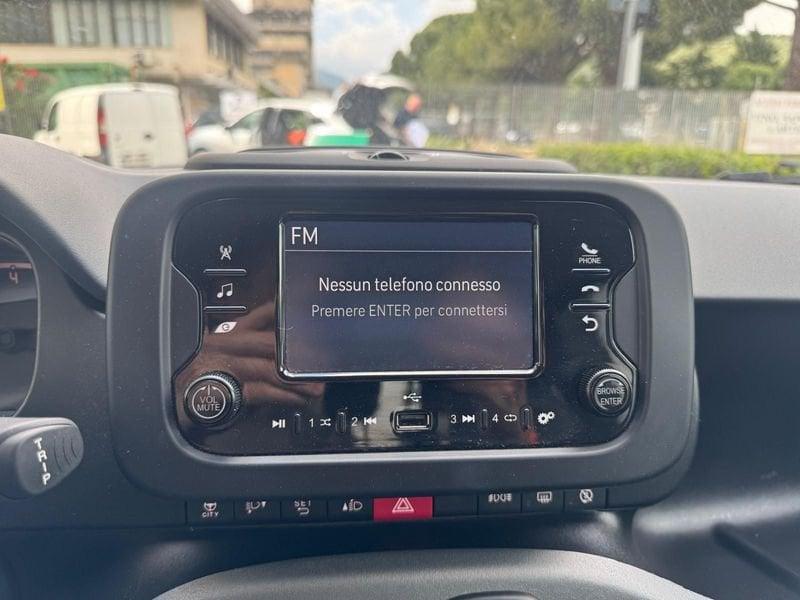 FM
Nessun telefono connesso
Premere ENTER per connettersi
PHONE
VOL
MUTE
BROWSE
ENTER
1
2
3
4
TRIP
CITY
SET
4